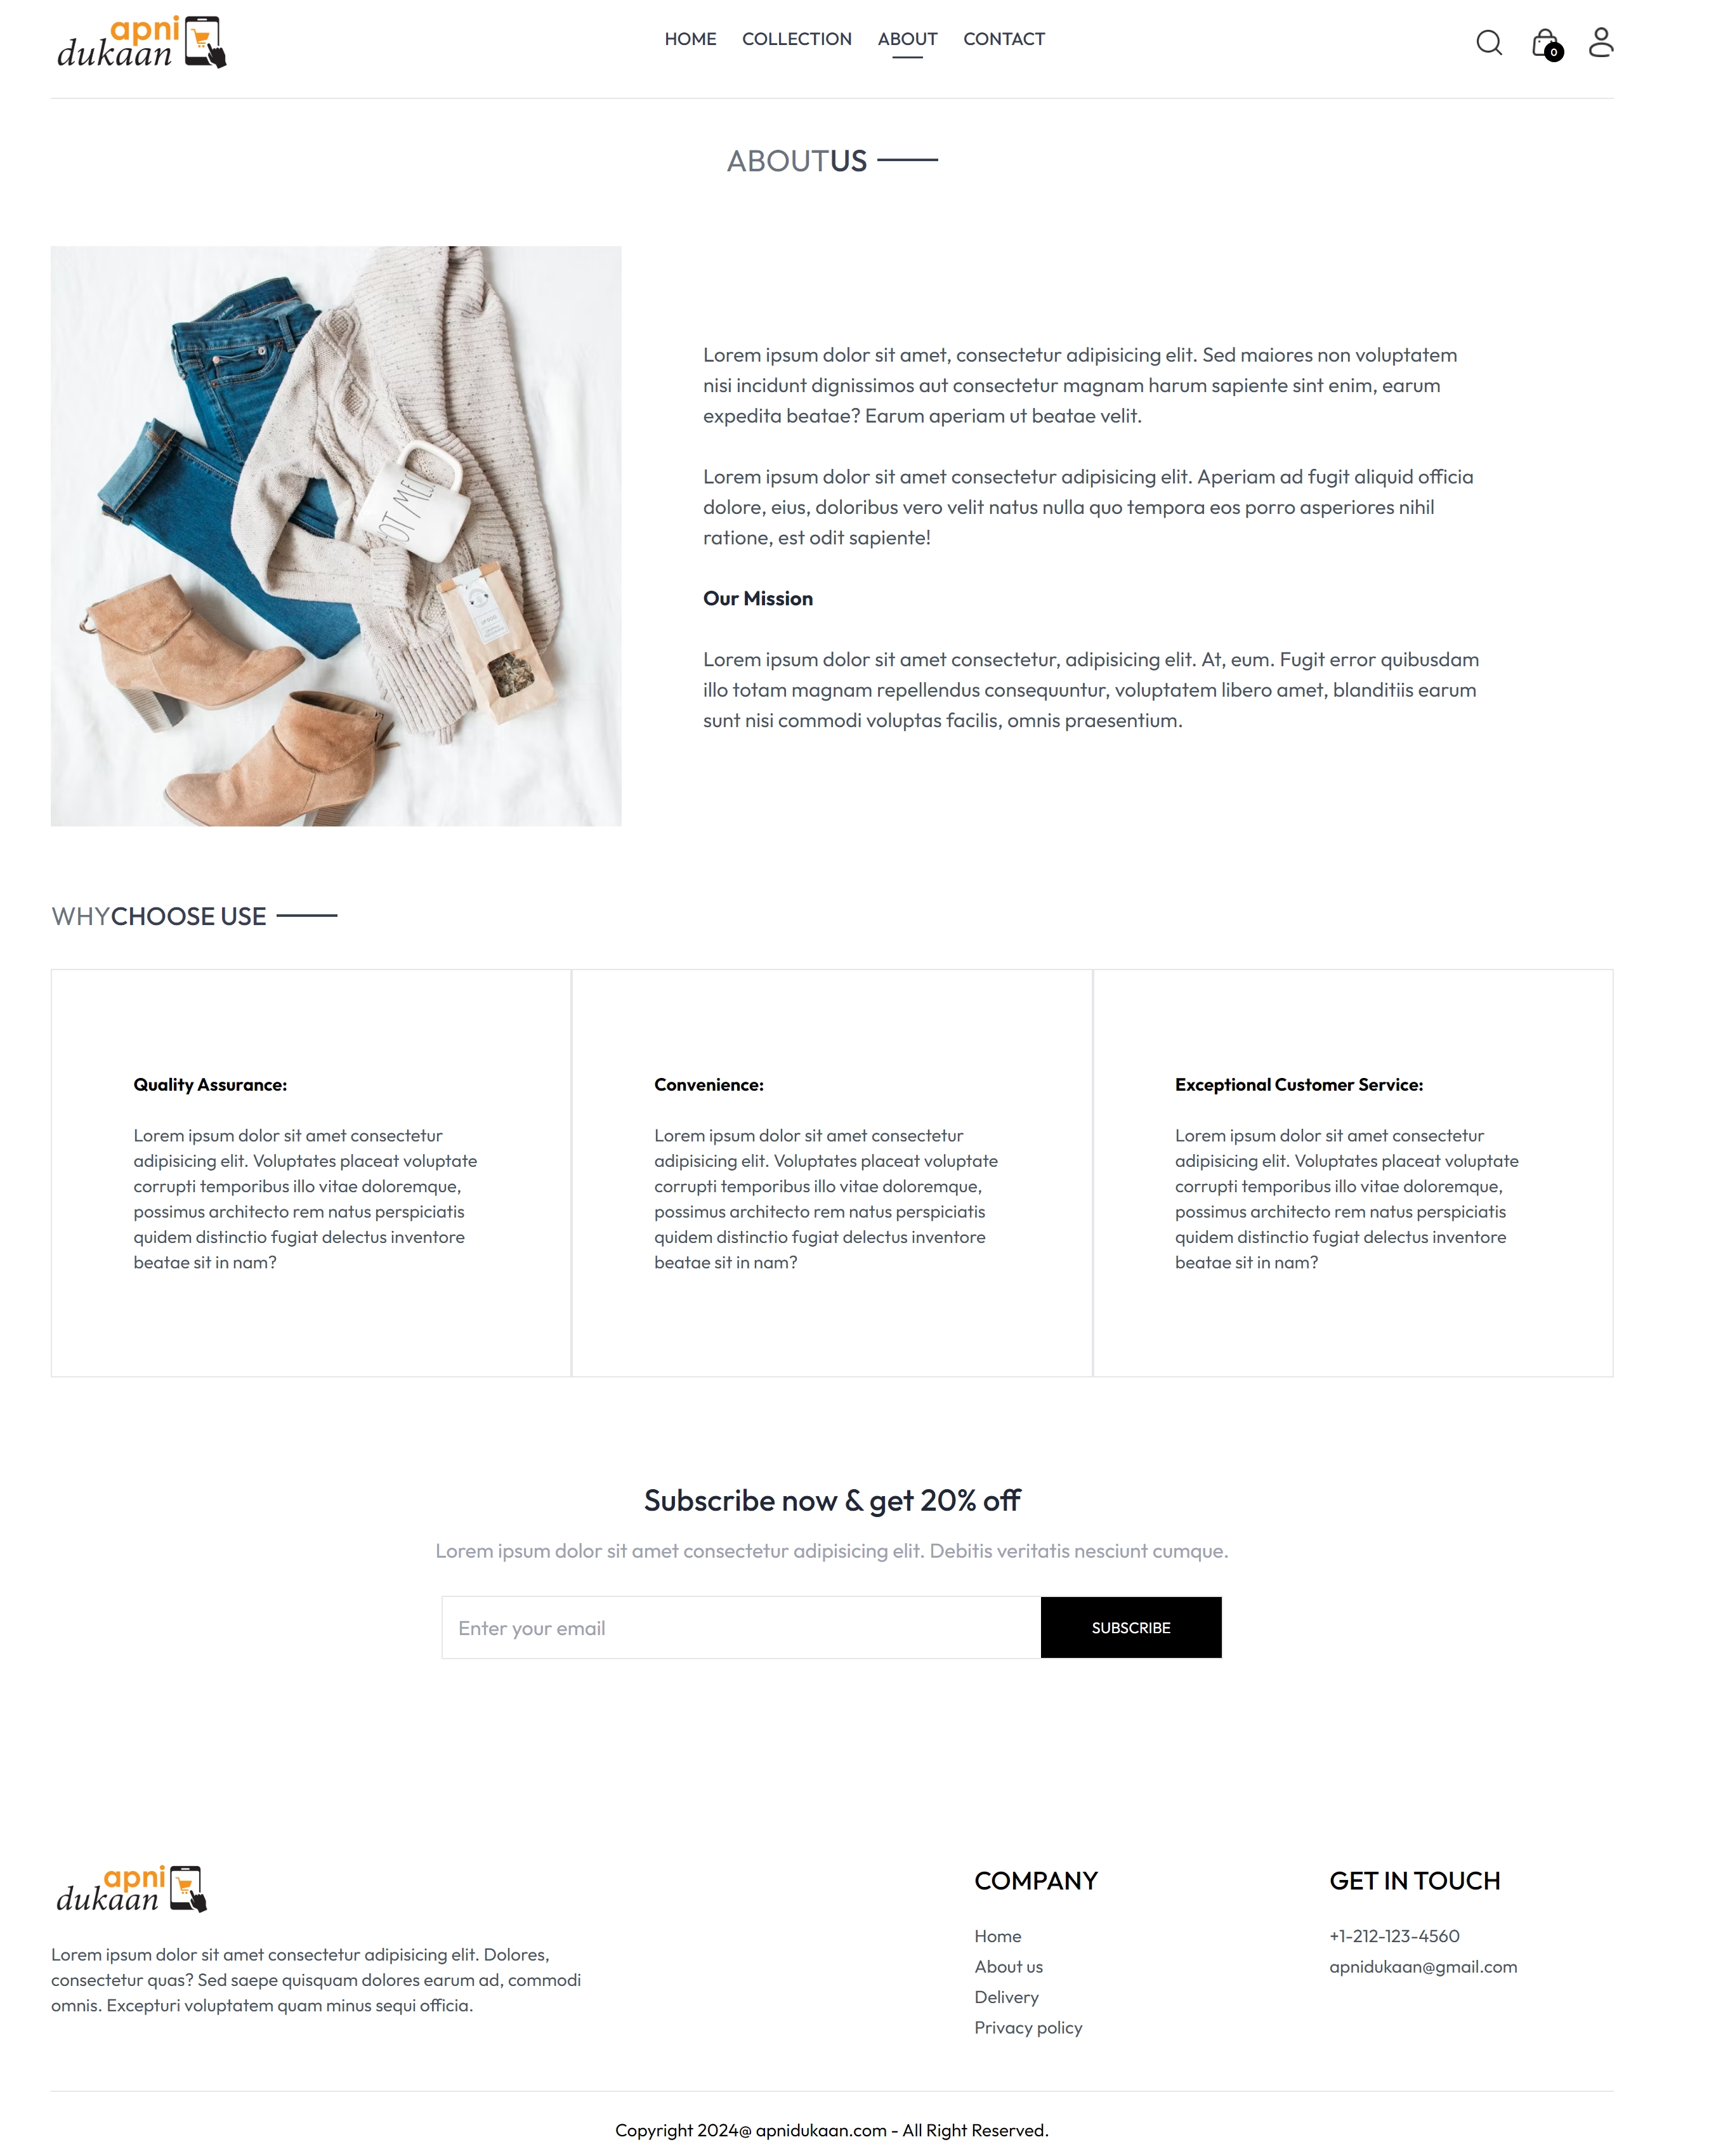 apni
dukaan
HOME COLLECTION ABOUT CONTACT
0
ABOUT US
Lorem ipsum dolor sit amet, consectetur adipisicing elit. Sed maiores non voluptatem
nisi incidunt dignissimos aut consectetur magnam harum sapiente sint enim, earum
expedita beatae? Earum aperiam ut beatae velit.
Lorem ipsum dolor sit amet consectetur adipisicing elit. Aperiam ad fugit aliquid officia
dolore, eius, doloribus vero velit natus nulla quo tempora eos porro asperiores nihil
ratione, est odit sapiente!
Our Mission
Lorem ipsum dolor sit amet consectetur, adipisicing elit. At, eum. Fugit error quibusdam
illo totam magnam repellendus consequuntur, voluptatem libero amet, blanditiis earum
sunt nisi commodi voluptas facilis, omnis praesentium.
WHYCHOOSE USE
Quality Assurance:
Lorem ipsum dolor sit amet consectetur
adipisicing elit. Voluptates placeat voluptate
corrupti temporibus illo vitae doloremque,
possimus architecto rem natus perspiciatis
quidem distinctio fugiat delectus inventore
beatae sit in nam?
Convenience:
Lorem ipsum dolor sit amet consectetur
adipisicing elit. Voluptates placeat voluptate
corrupti temporibus illo vitae doloremque,
possimus architecto rem natus perspiciatis
quidem distinctio fugiat delectus inventore
beatae sit in nam?
Exceptional Customer Service:
Lorem ipsum dolor sit amet consectetur
adipisicing elit. Voluptates placeat voluptate
corrupti temporibus illo vitae doloremque,
possimus architecto rem natus perspiciatis
quidem distinctio fugiat delectus inventore
beatae sit in nam?
Subscribe now & get 20% off
Lorem ipsum dolor sit amet consectetur adipisicing elit. Debitis veritatis nesciunt cumque.
Enter your email
SUBSCRIBE
apni
dukaan
Lorem ipsum dolor sit amet consectetur adipisicing elit. Dolores,
consectetur quas? Sed saepe quisquam dolores earum ad, commodi
omnis. Excepturi voluptatem quam minus sequi officia.
COMPANY
Home
About us
Delivery
Privacy policy
GET IN TOUCH
+1-212-123-4560
apnidukaan@gmail.com
Copyright 2024@ apnidukaan.com - All Right Reserved.